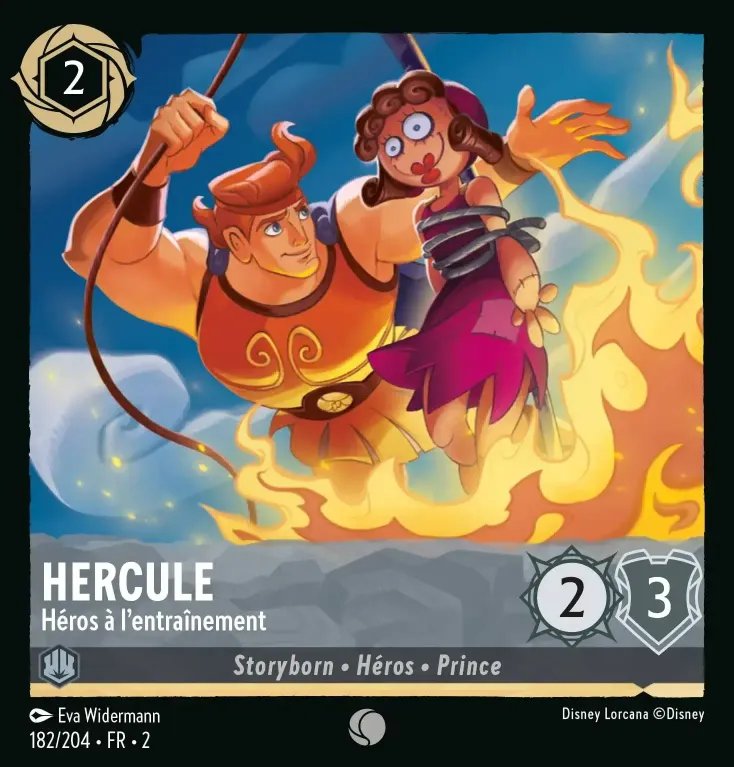 2
HERCULE
Héros à l'entraînement
2
3
Storyborn • Héros • Prince
Eva Widermann
Disney Lorcana ©Disney
182/204 • FR • 2